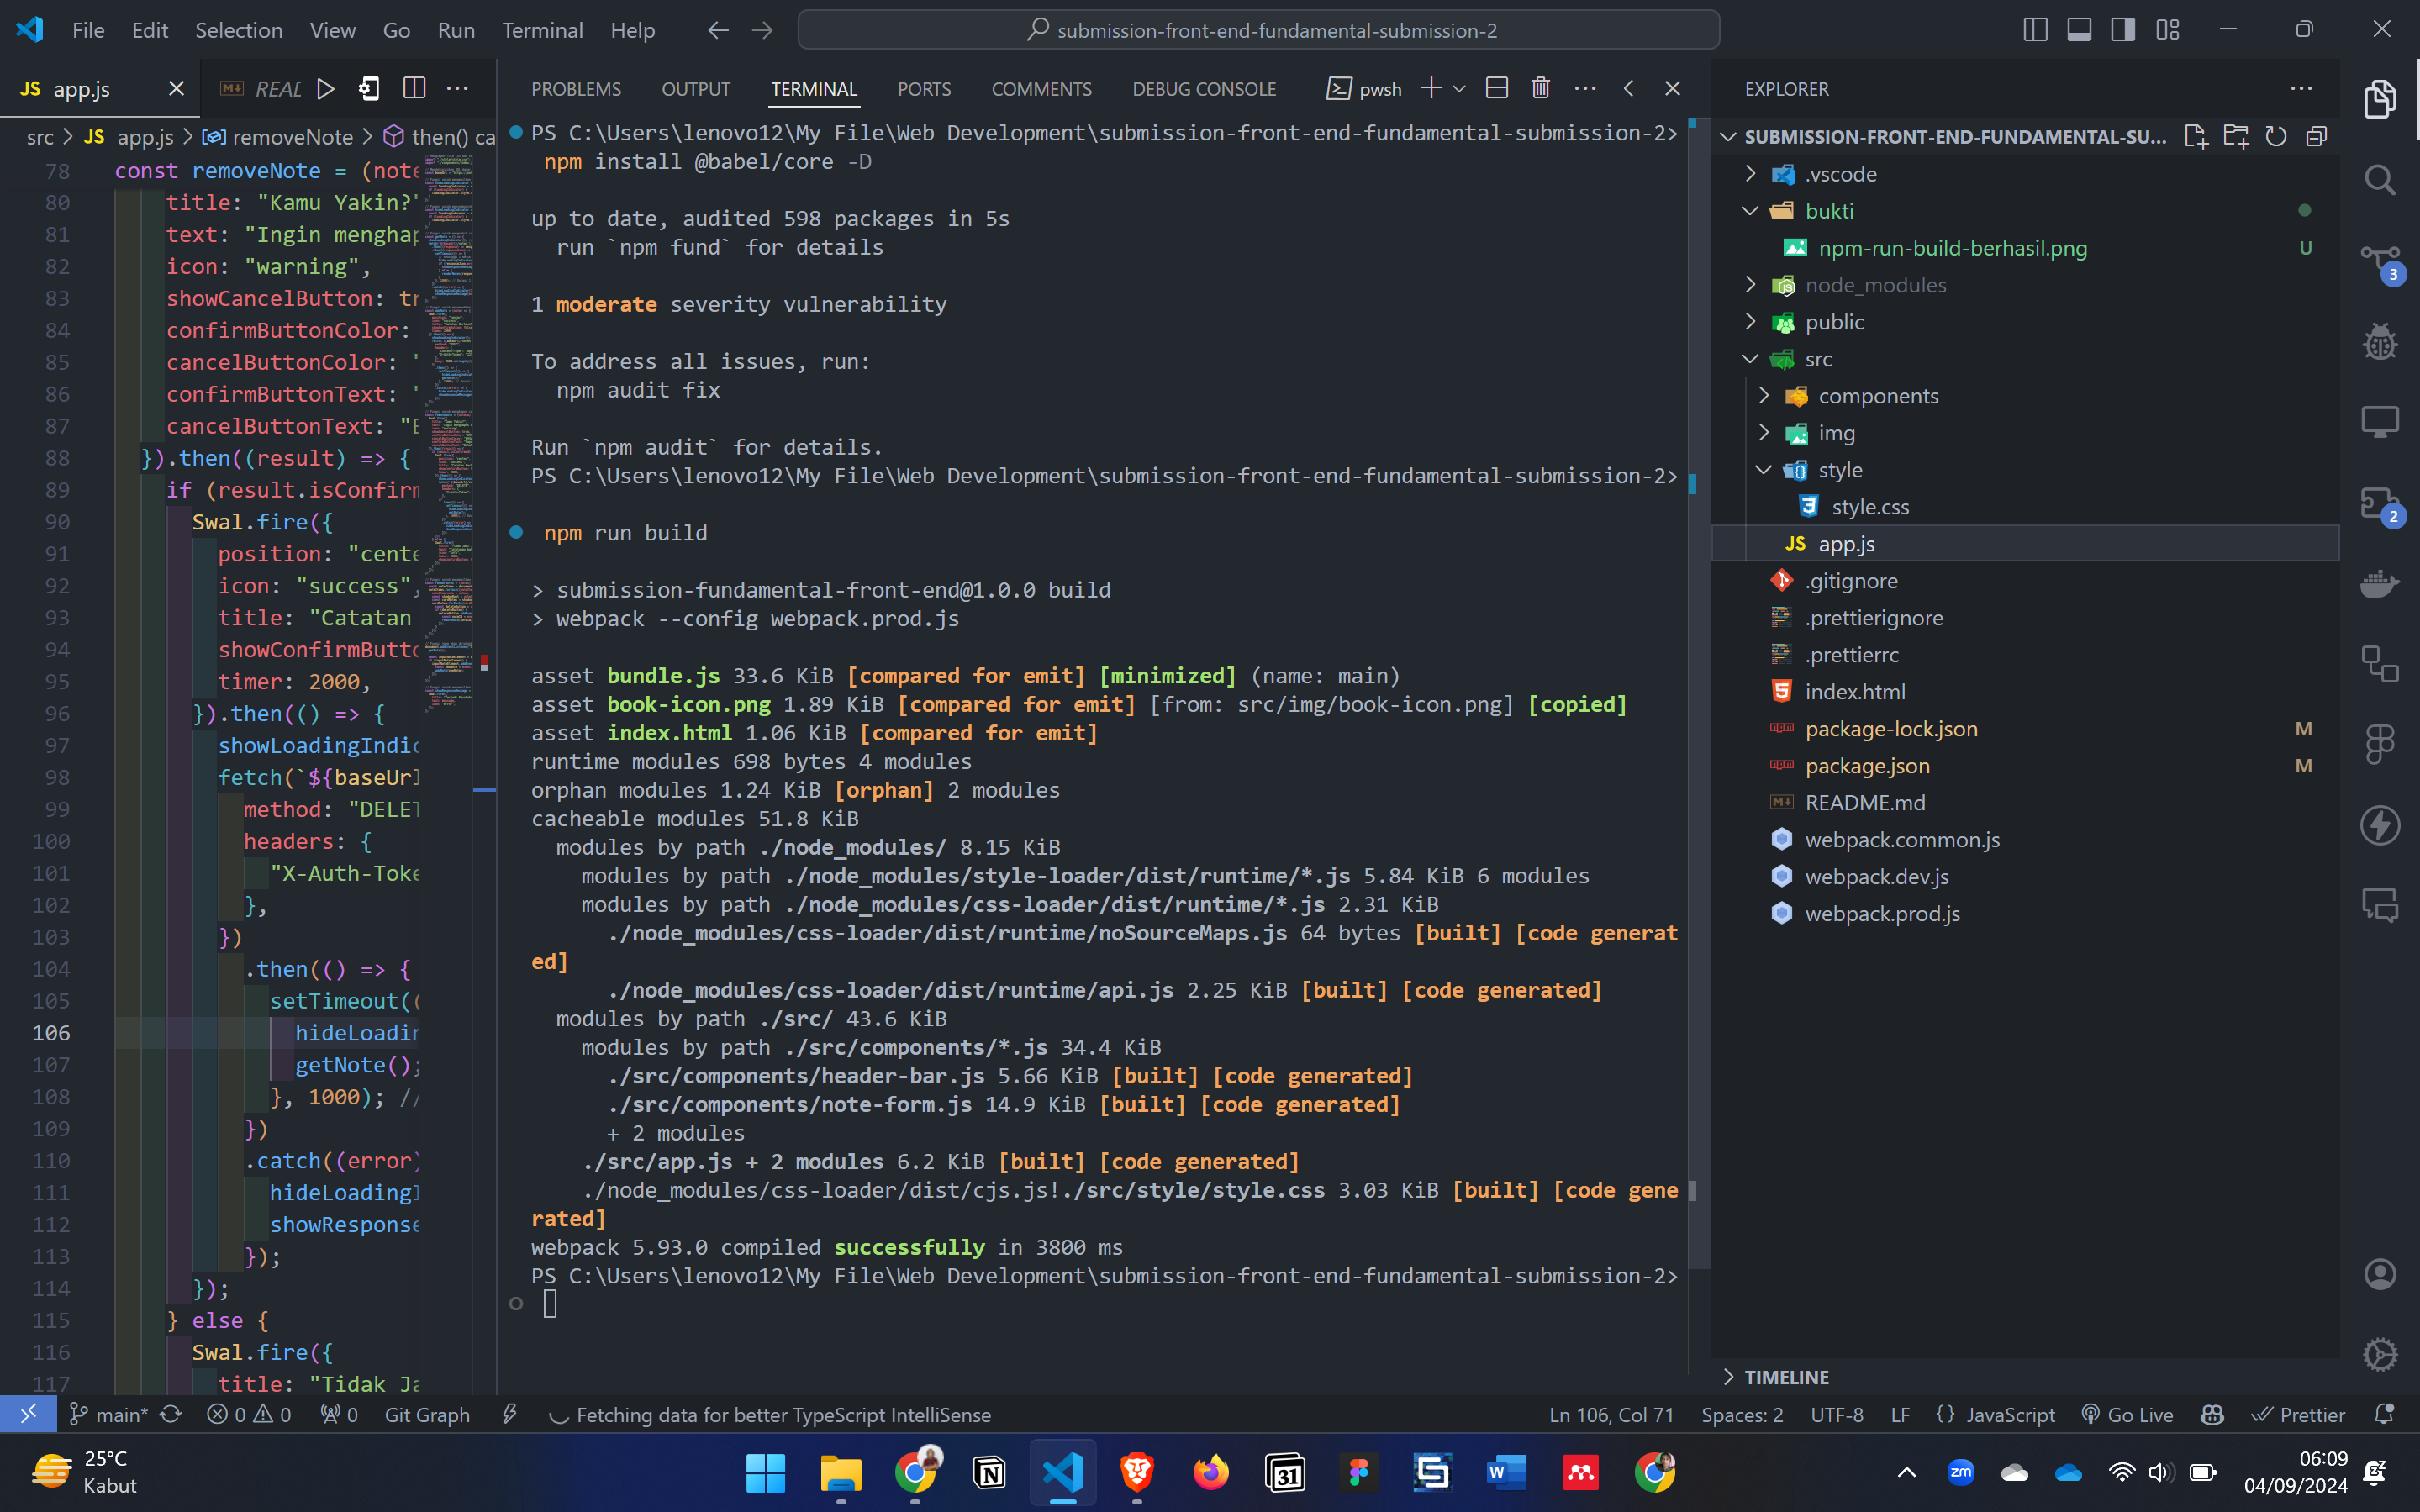 File Edit Selection View Go Run Terminal Help
submission-front-end-fundamental-submission-2
JS app.js
READ
src > JS app.js > removeNote > then() ca
78 const removeNote = (note
80 title: "Kamu Yakin?"
81 text: "Ingin menghap
82 icon: "warning",
83 showCancelButton: tr
84 confirmButtonColor:
85 cancelButtonColor: "
86 confirmButtonText: "
87 cancelButtonText: "B
88 }).then((result) => {
89 if (result.isConfirm
90 Swal.fire({
91 position: "cente
92 icon: "success",
93 title: "Catatan
94 showConfirmButto
95 timer: 2000,
96 }).then(() => {
97 showLoadingIndic
98 fetch(`${baseUrl
99 method: "DELET
100 headers: {
101 "X-Auth-Toke
102 },
103 })
104 .then(() => {
105 setTimeout((
106 hideLoadin
107 getNote();
108 }, 1000); //
109 })
110 .catch((error)
111 hideLoadingI
112 showResponse
113 });
114 });
115 } else {
116 Swal.fire({
117 title: "Tidak Ja
PROBLEMS OUTPUT TERMINAL PORTS COMMENTS DEBUG CONSOLE
pwsh
PS C:\Users\lenovo12\My File\Web Development\submission-front-end-fundamental-submission-2>
npm install @babel/core -D
up to date, audited 598 packages in 5s
run `npm fund` for details
1 moderate severity vulnerability
To address all issues, run:
npm audit fix
Run `npm audit` for details.
PS C:\Users\lenovo12\My File\Web Development\submission-front-end-fundamental-submission-2>
npm run build
> submission-fundamental-front-end@1.0.0 build
> webpack --config webpack.prod.js
asset bundle.js 33.6 KiB [compared for emit] [minimized] (name: main)
asset book-icon.png 1.89 KiB [compared for emit] [from: src/img/book-icon.png] [copied]
asset index.html 1.06 KiB [compared for emit]
runtime modules 698 bytes 4 modules
orphan modules 1.24 KiB [orphan] 2 modules
cacheable modules 51.8 KiB
modules by path ./node_modules/ 8.15 KiB
modules by path ./node_modules/style-loader/dist/runtime/*.js 5.84 KiB 6 modules
modules by path ./node_modules/css-loader/dist/runtime/*.js 2.31 KiB
./node_modules/css-loader/dist/runtime/noSourceMaps.js 64 bytes [built] [code generat
ed]
./node_modules/css-loader/dist/runtime/api.js 2.25 KiB [built] [code generated]
modules by path ./src/ 43.6 KiB
modules by path ./src/components/*.js 34.4 KiB
./src/components/header-bar.js 5.66 KiB [built] [code generated]
./src/components/note-form.js 14.9 KiB [built] [code generated]
+ 2 modules
./src/app.js + 2 modules 6.2 KiB [built] [code generated]
./node_modules/css-loader/dist/cjs.js!./src/style/style.css 3.03 KiB [built] [code gene
rated]
webpack 5.93.0 compiled successfully in 3800 ms
PS C:\Users\lenovo12\My File\Web Development\submission-front-end-fundamental-submission-2>
EXPLORER
SUBMISSION-FRONT-END-FUNDAMENTAL-SU...
.vscode
bukti
npm-run-build-berhasil.png U
node_modules
public
src
components
img
style
style.css
JS app.js
.gitignore
.prettierignore
.prettierrc
index.html
package-lock.json M
package.json M
README.md
webpack.common.js
webpack.dev.js
webpack.prod.js
TIMELINE
3
2
main* 0 0 0 Git Graph Fetching data for better TypeScript IntelliSense
Ln 106, Col 71 Spaces: 2 UTF-8 LF {} JavaScript Go Live Prettier
25°C
Kabut
31
zm
06:09
04/09/2024